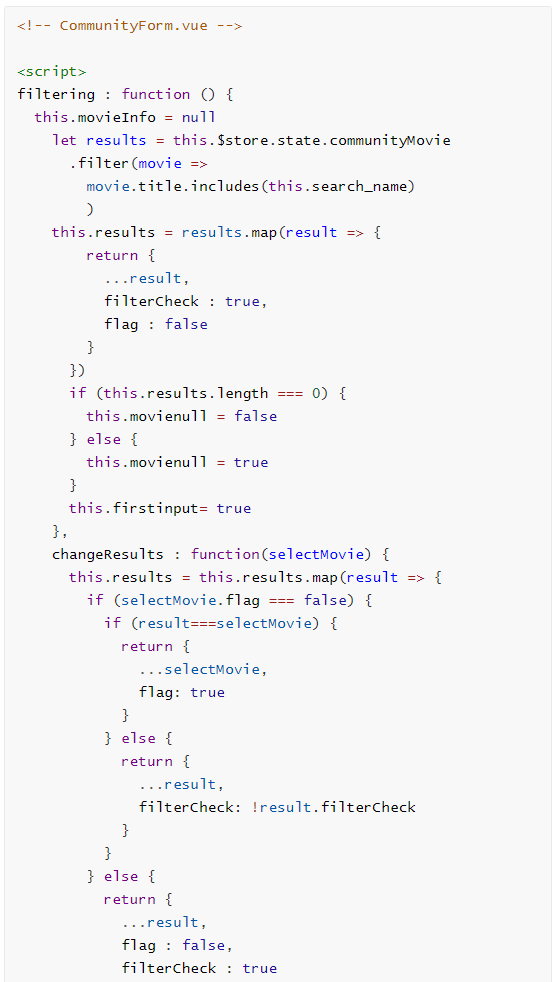 <!-- CommunityForm.vue -->

<script>
filtering : function () {
  this.movieInfo = null
    let results = this.$store.state.communityMovie
      .filter(movie =>
        movie.title.includes(this.search_name)
        )
    this.results = results.map(result => {
        return {
          ...result,
          filterCheck : true,
          flag : false
        }
      })
      if (this.results.length === 0) {
        this.movienull = false
      } else {
        this.movienull = true
      }
      this.firstinput= true
    },
    changeResults : function(selectMovie) {
      this.results = this.results.map(result => {
        if (selectMovie.flag === false) {
          if (result===selectMovie) {
            return {
              ...selectMovie,
              flag: true
            }
          } else {
            return {
              ...result,
              filterCheck: !result.filterCheck
            }
          }
        } else {
          return {
            ...result,
            flag : false,
            filterCheck : true